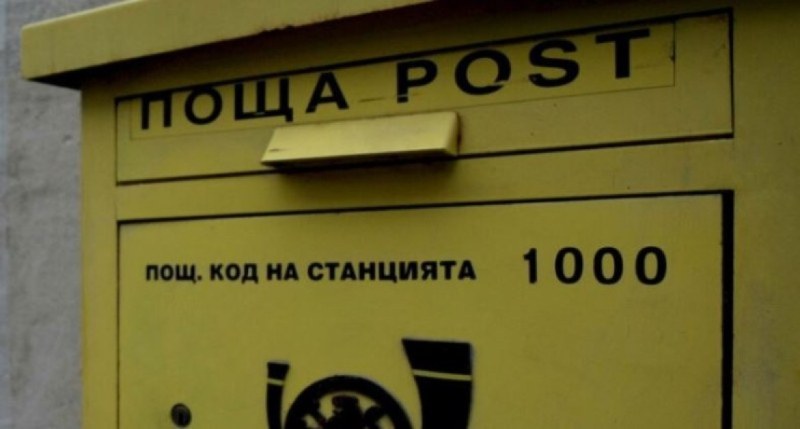 ПОЩА POST
ПОЩ. КОД НА СТАНЦИЯТА 1000